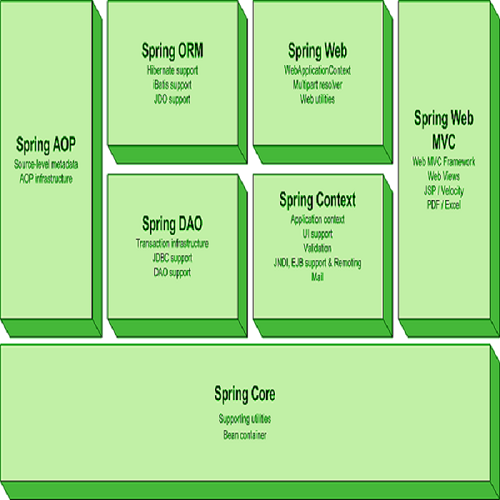 Spring AOP
Source-level metadata
AOP infrastructure
Spring ORM
Hibernate support
iBatis support
JDO support
Spring Web
WebApplicationContext
Multipart resolver
Web utilities
Spring Web
MVC
Web MVC Framework
Web Views
JSP / Velocity
PDF / Excel
Spring DAO
Transaction infrastructure
JDBC support
DAO support
Spring Context
Application context
UI support
Validation
JNDI, EJB support & Remoting
Mail
Spring Core
Supporting utilities
Bean container